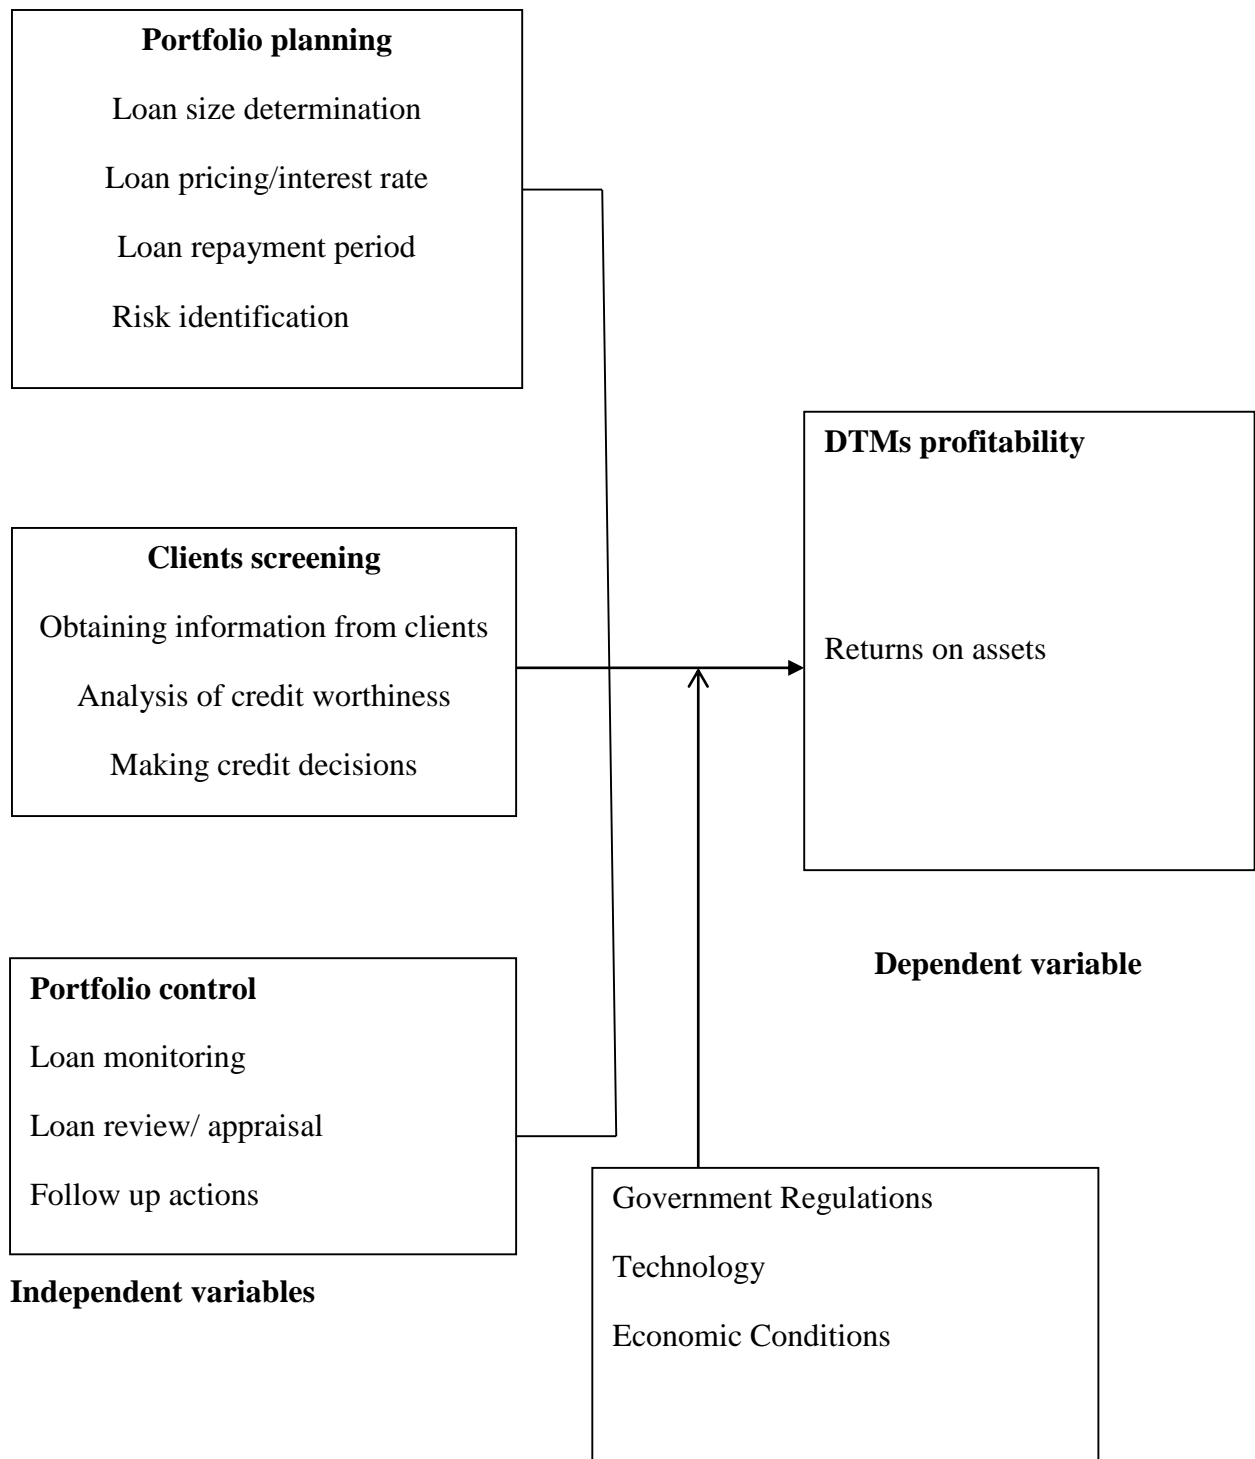 Portfolio planning
Loan size determination
Loan pricing/interest rate
Loan repayment period
Risk identification
Clients screening
Obtaining information from clients
Analysis of credit worthiness
Making credit decisions
Portfolio control
Loan monitoring
Loan review/ appraisal
Follow up actions
Independent variables
DTMs profitability
Returns on assets
Dependent variable
Government Regulations
Technology
Economic Conditions